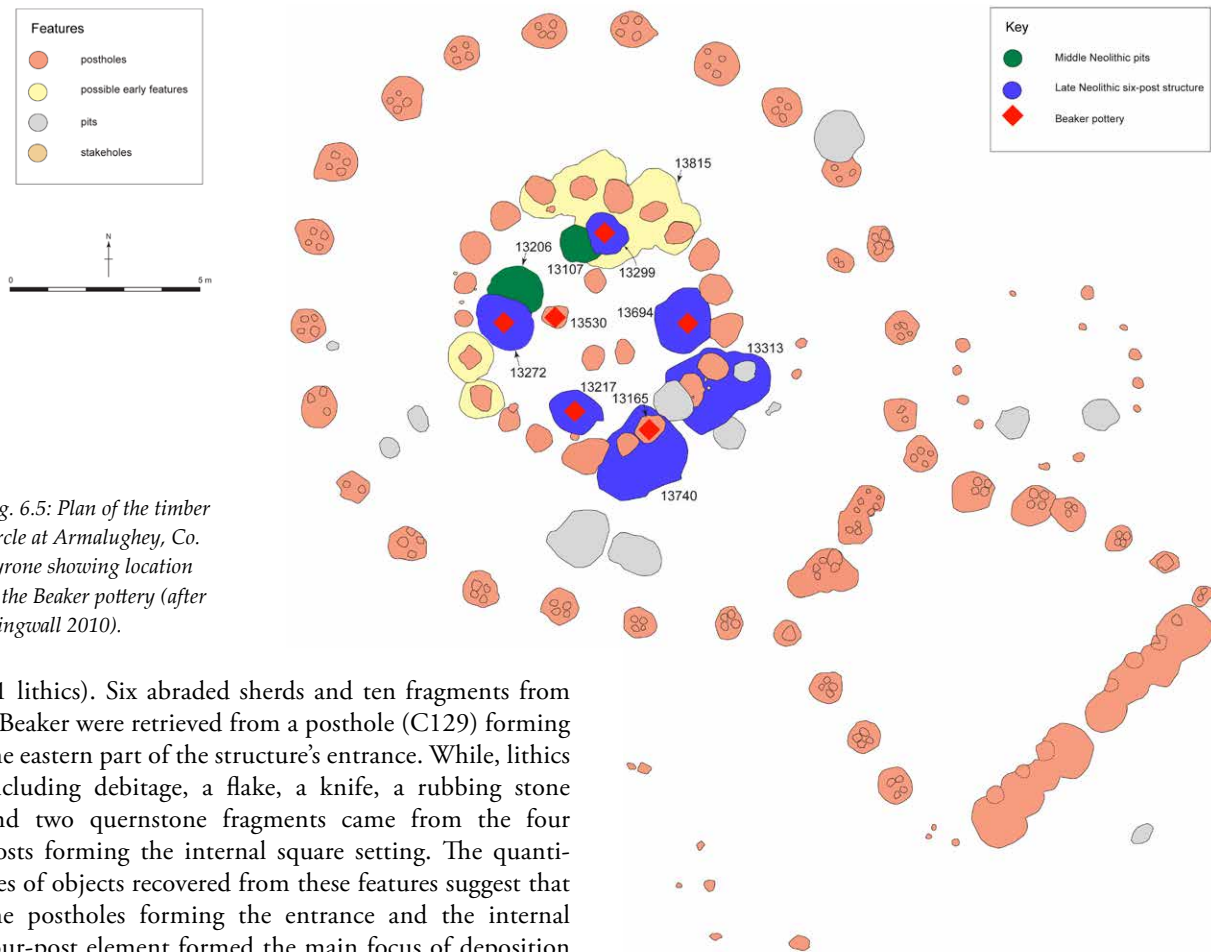 Features
postholes
possible early features
pits
stakeholes
N
0 5 m
Key
Middle Neolithic pits
Late Neolithic six-post structure
Beaker pottery
13815
13206
13107
13299
13694
13530
13313
13272
13217
13165
13740
g. 6.5: Plan of the timber
rcle at Armalughey, Co.
yrone showing location
the Beaker pottery (after
ingwall 2010).
1 lithics). Six abraded sherds and ten fragments from
Beaker were retrieved from a posthole (C129) forming
ne eastern part of the structure's entrance. While, lithics
cluding debitage, a flake, a knife, a rubbing stone
nd two quernstone fragments came from the four
osts forming the internal square setting. The quanti-
es of objects recovered from these features suggest that
ne postholes forming the entrance and the internal
our-post element formed the main focus of deposition